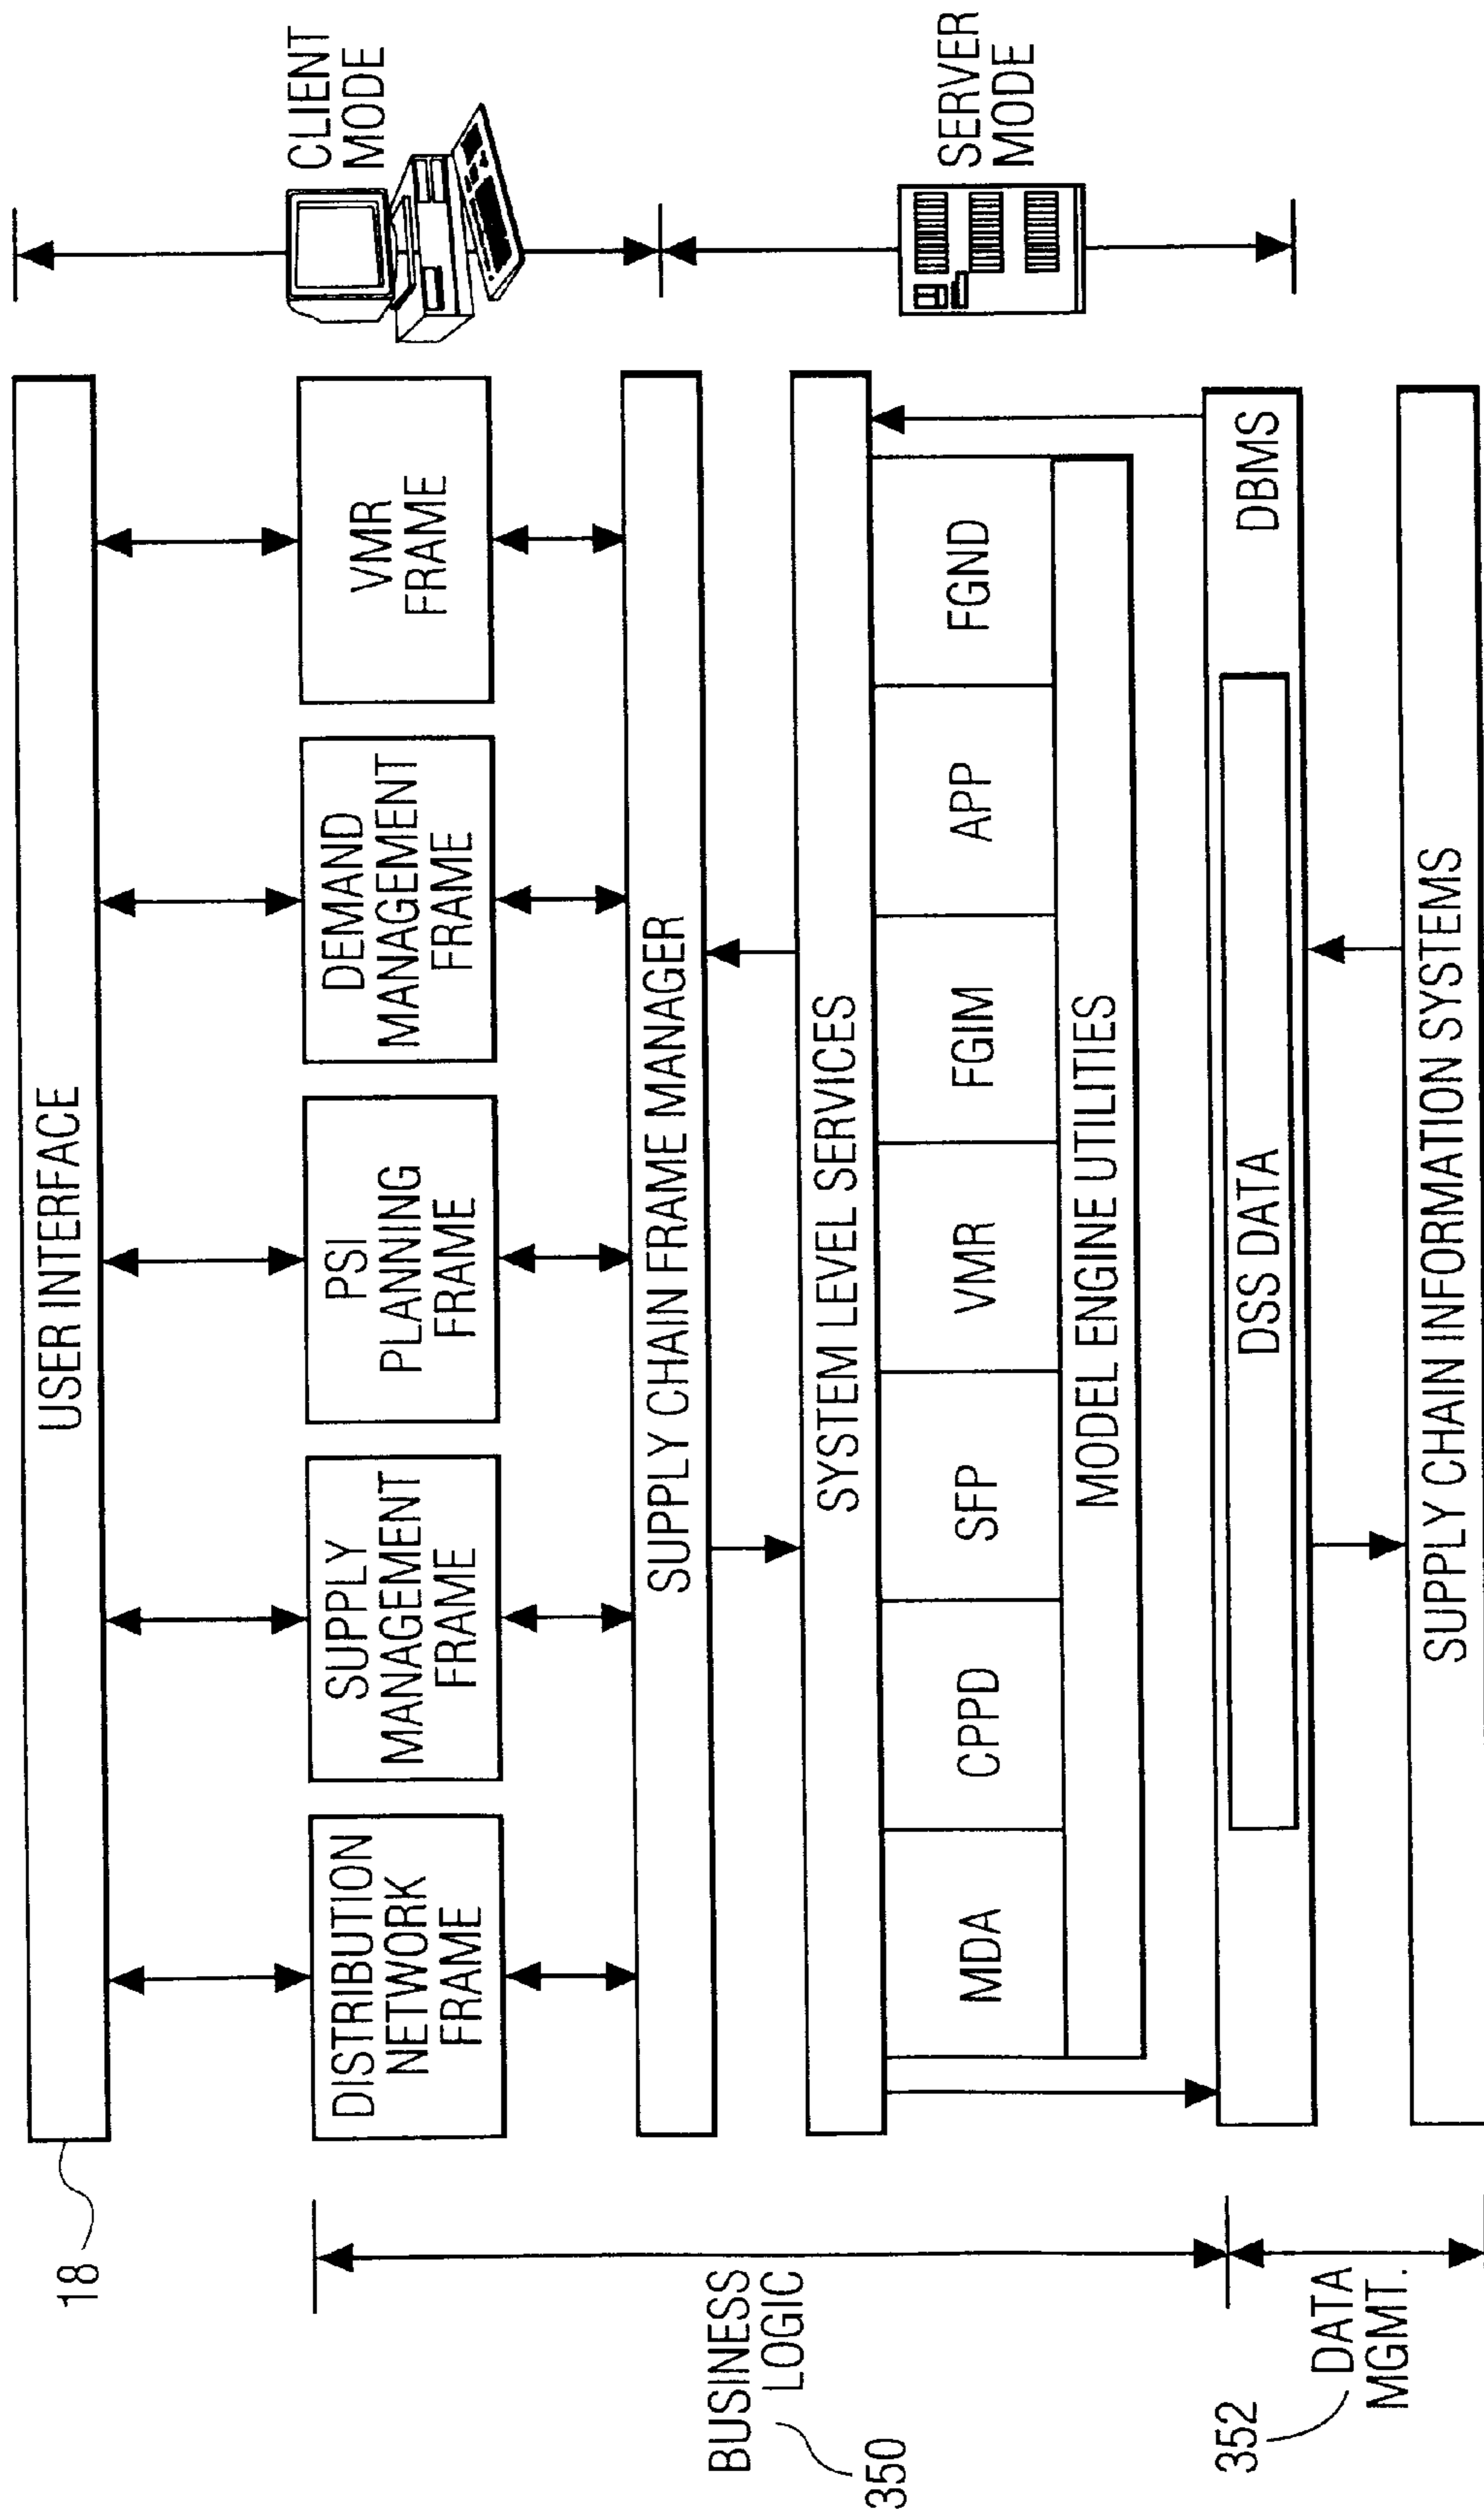 18
USER INTERFACE
CLIENT
MODE
DISTRIBUTION
NETWORK
FRAME
SUPPLY
MANAGEMENT
FRAME
PSI
PLANNING
FRAME
DEMAND
MANAGEMENT
FRAME
VMR
FRAME
SUPPLY CHAIN FRAME MANAGER
BUSINESS
LOGIC
350
SYSTEM LEVEL SERVICES
SERVER
MODE
MDA
CPPD
SFP
VMR
FGIM
APP
FGND
MODEL ENGINE UTILITIES
352
DATA
MGMT.
DSS DATA
DBMS
SUPPLY CHAIN INFORMATION SYSTEMS